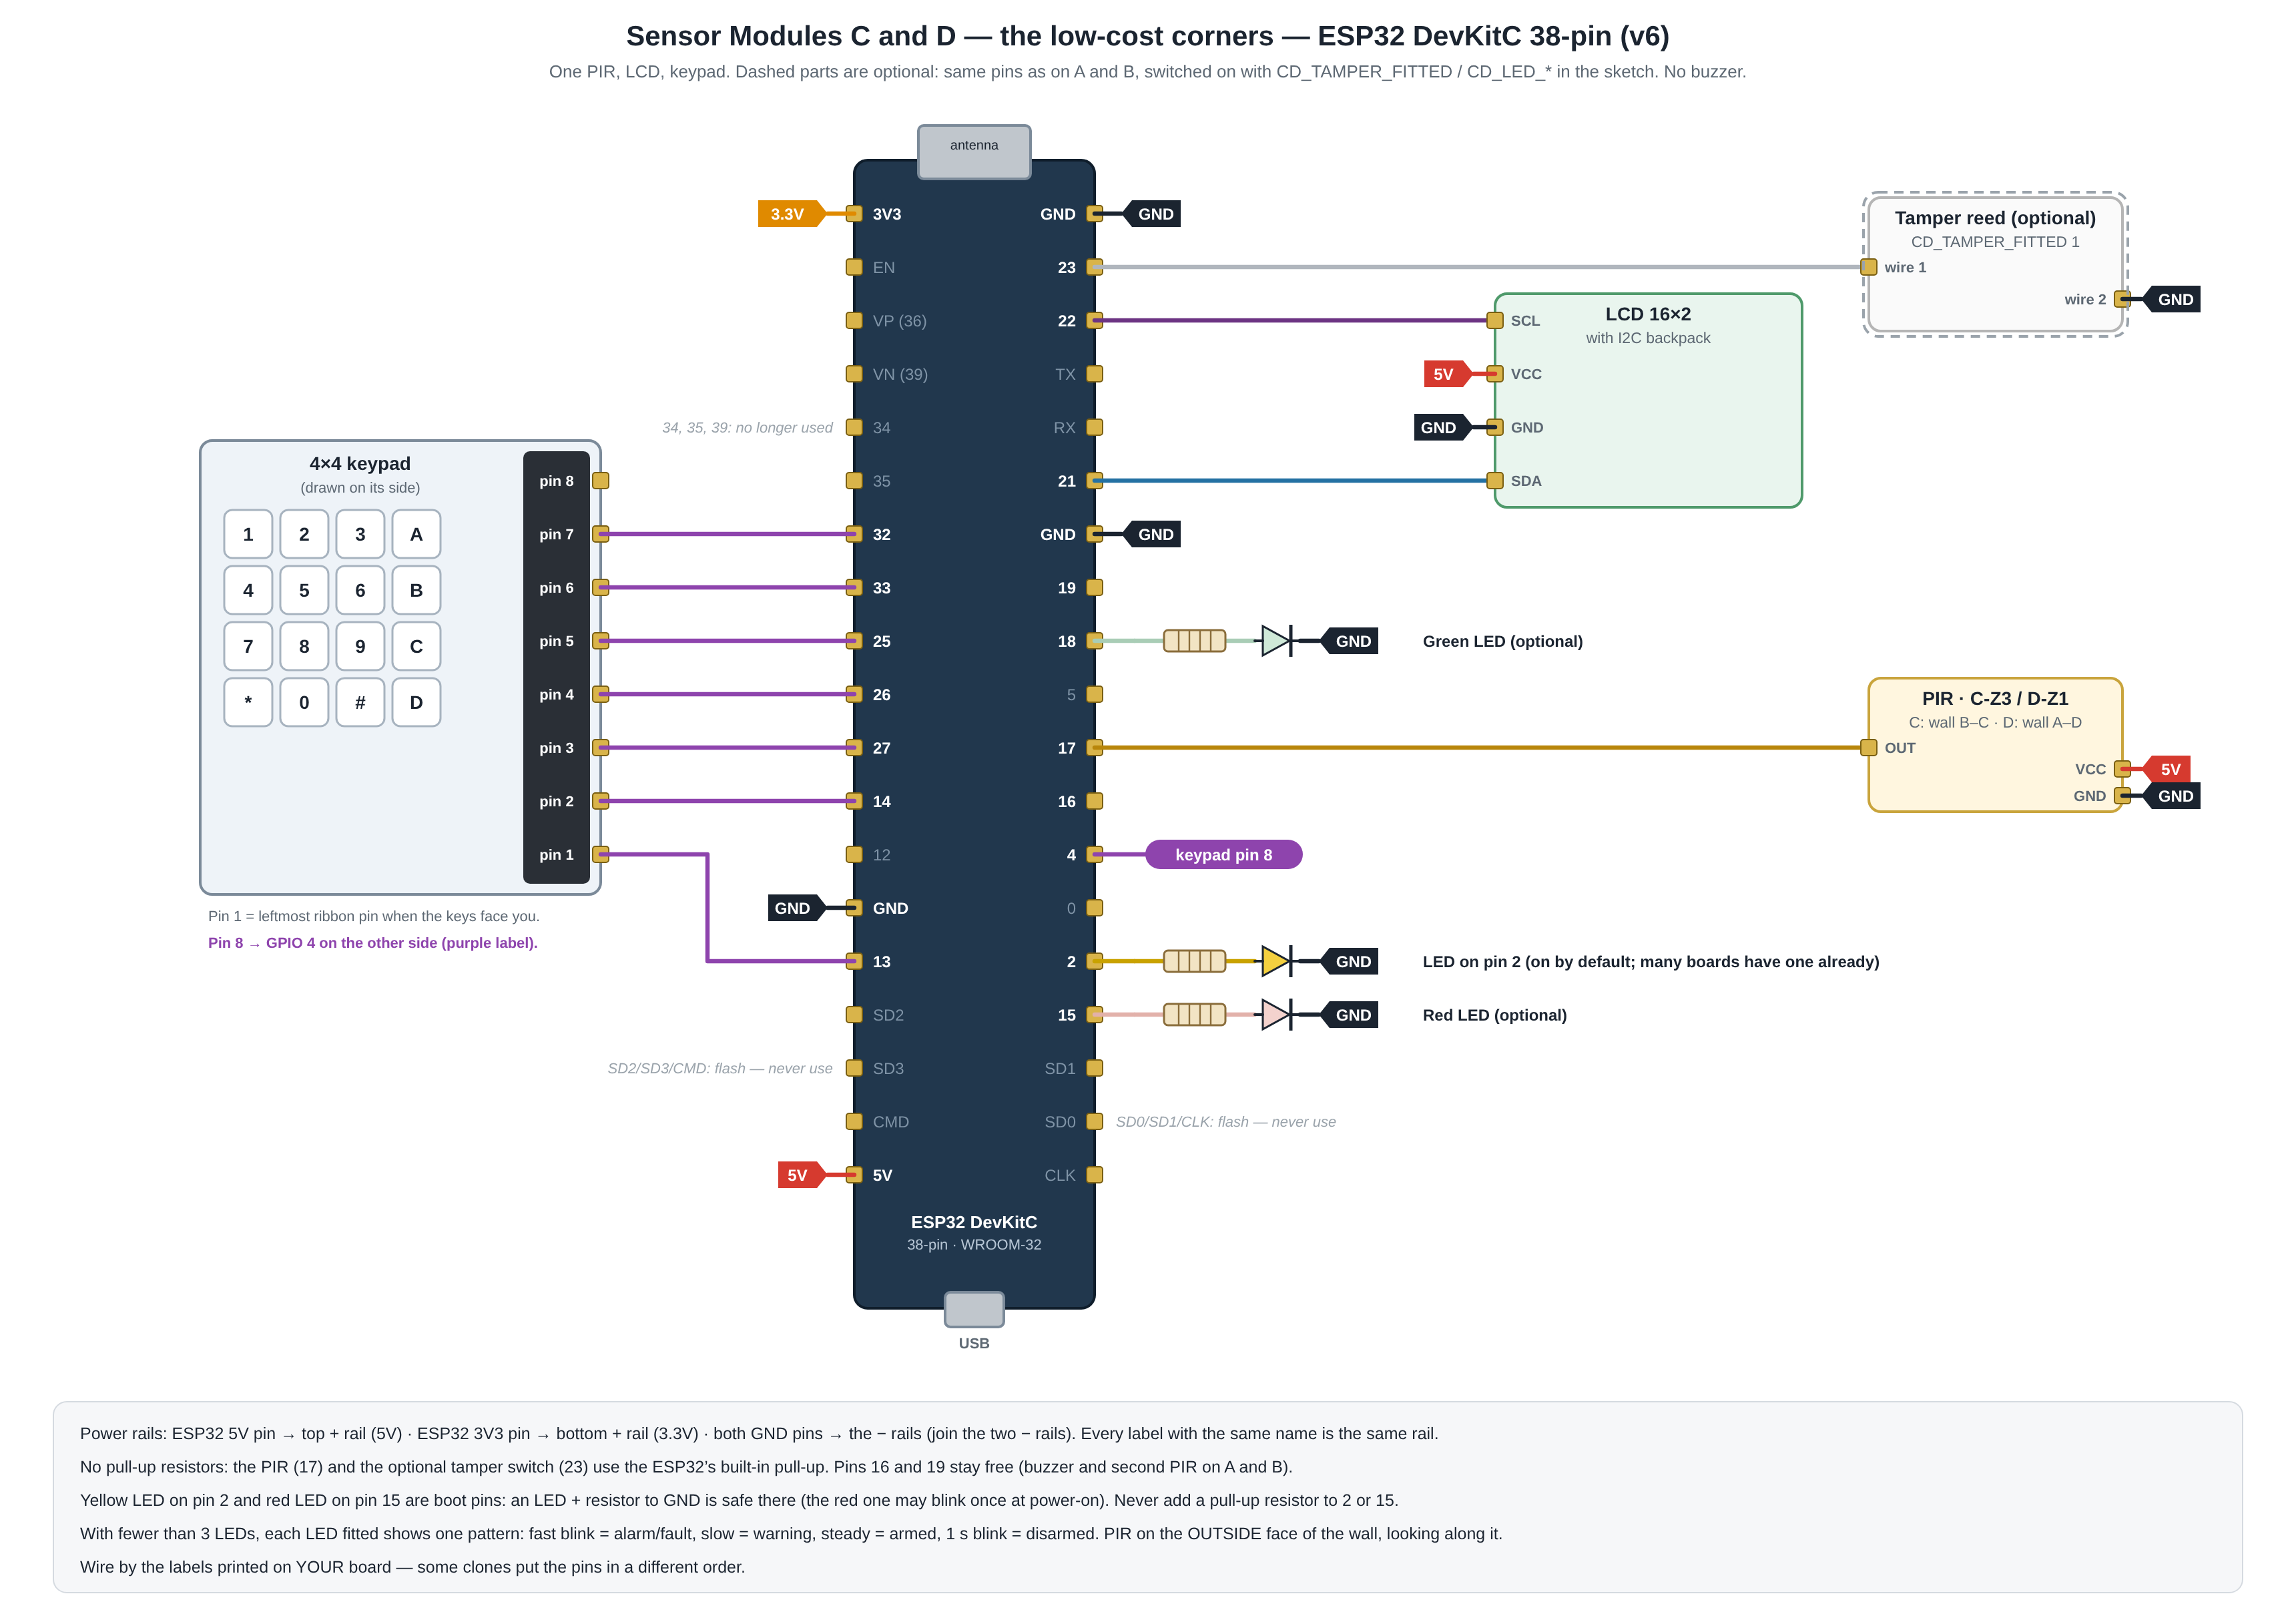 Sensor Modules C and D — the low-cost corners — ESP32 DevKitC 38-pin (v6)
One PIR, LCD, keypad. Dashed parts are optional: same pins as on A and B, switched on with CD_TAMPER_FITTED / CD_LED_* in the sketch. No buzzer.
antenna
3.3V 3V3 GND GND
EN 23
VP (36) 22
VN (39) TX
34, 35, 39: no longer used 34 RX
35 21
32 GND GND
33 19
25 18 GND Green LED (optional)
26 5
27 17
14 16
12 4 keypad pin 8
GND GND 0
13 2 GND LED on pin 2 (on by default; many boards have one already)
SD2 15 GND Red LED (optional)
SD2/SD3/CMD: flash — never use SD3 SD1
CMD SD0 SD0/SD1/CLK: flash — never use
5V 5V CLK
ESP32 DevKitC
38-pin · WROOM-32
USB
Tamper reed (optional)
CD_TAMPER_FITTED 1
wire 1
wire 2 GND
LCD 16×2
with I2C backpack
SCL
5V VCC
GND GND
SDA
4×4 keypad
(drawn on its side)
1 2 3 A
4 5 6 B
7 8 9 C
* 0 # D
pin 8
pin 7
pin 6
pin 5
pin 4
pin 3
pin 2
pin 1
Pin 1 = leftmost ribbon pin when the keys face you.
Pin 8 → GPIO 4 on the other side (purple label).
PIR · C-Z3 / D-Z1
C: wall B–C · D: wall A–D
OUT
VCC 5V
GND GND
Power rails: ESP32 5V pin → top + rail (5V) · ESP32 3V3 pin → bottom + rail (3.3V) · both GND pins → the − rails (join the two − rails). Every label with the same name is the same rail.
No pull-up resistors: the PIR (17) and the optional tamper switch (23) use the ESP32’s built-in pull-up. Pins 16 and 19 stay free (buzzer and second PIR on A and B).
Yellow LED on pin 2 and red LED on pin 15 are boot pins: an LED + resistor to GND is safe there (the red one may blink once at power-on). Never add a pull-up resistor to 2 or 15.
With fewer than 3 LEDs, each LED fitted shows one pattern: fast blink = alarm/fault, slow = warning, steady = armed, 1 s blink = disarmed. PIR on the OUTSIDE face of the wall, looking along it.
Wire by the labels printed on YOUR board — some clones put the pins in a different order.